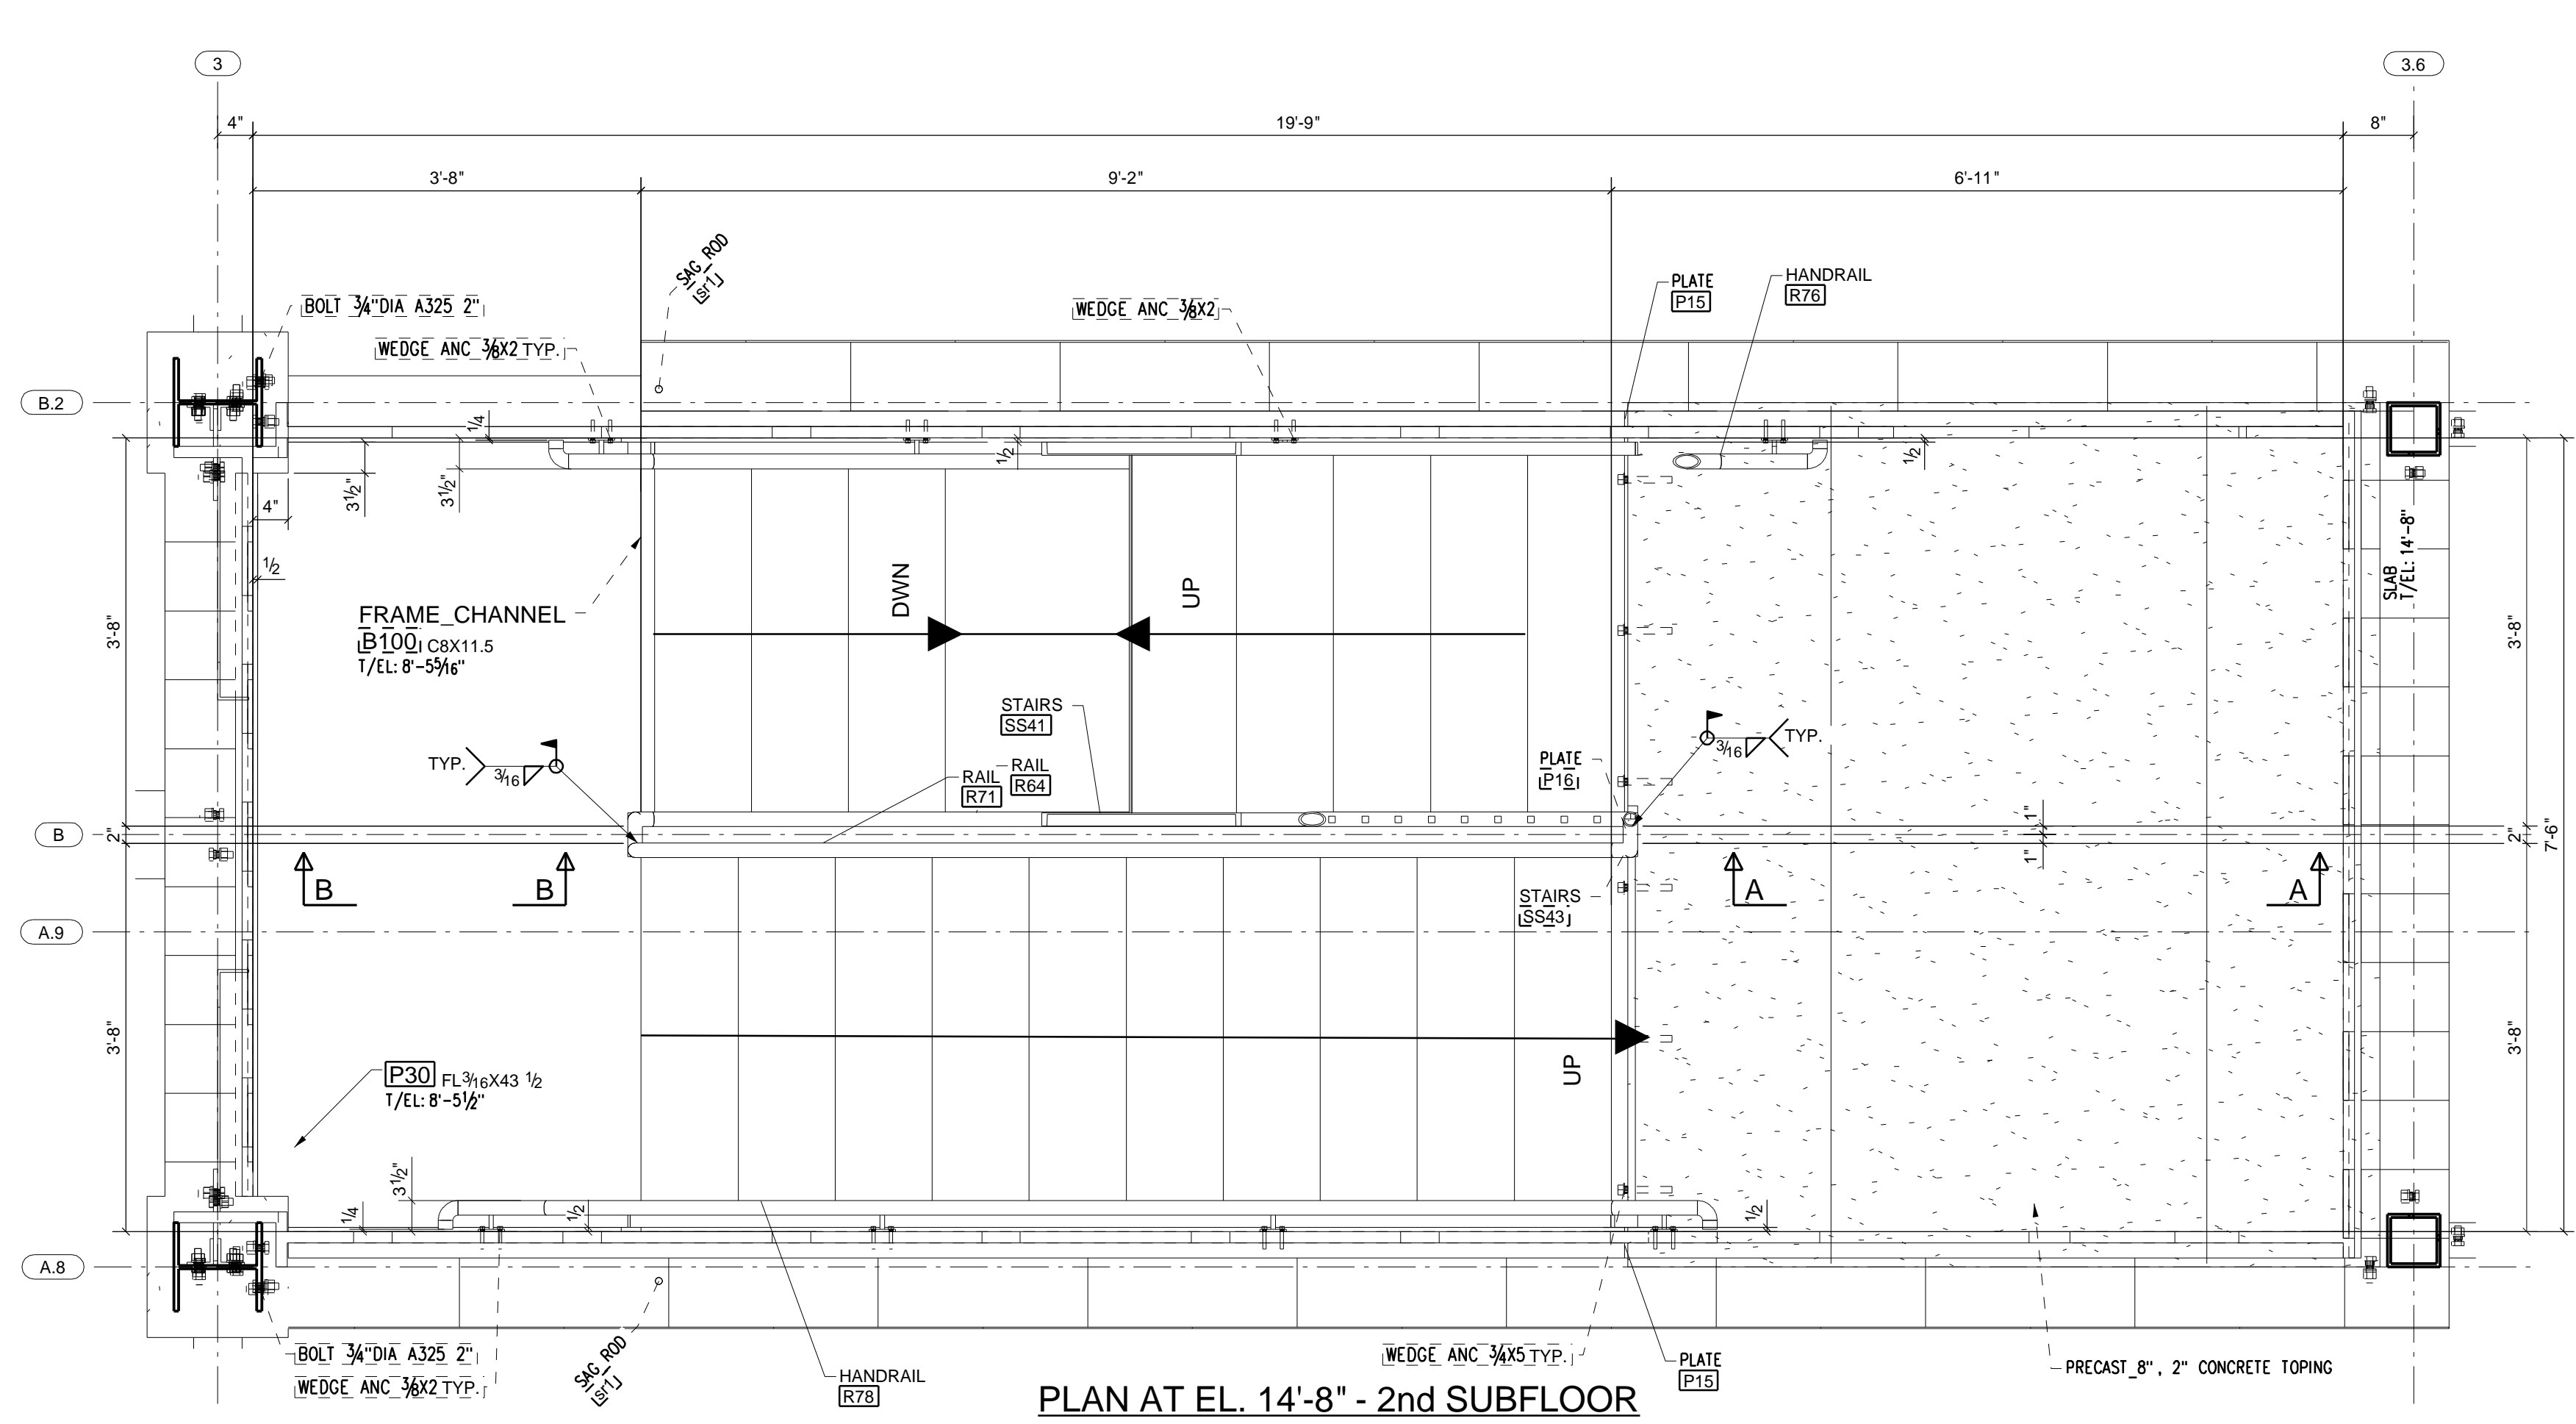 3
3.6
4"
19'-9"
8"
3'-8"
9'-2"
6'-11"
SAG_ROD
sr1
BOLT 3/4"DIA A325 2"
WEDGE ANC 3/8X2 TYP.
WEDGE ANC 3/8X2
PLATE
P15
HANDRAIL
R76
B.2
1/4
3 1/2"
3 1/2"
4"
1/2
1/2
1/2
FRAME_CHANNEL
B100 C8X11.5
T/EL: 8'-5 5/16"
DWN
UP
SLAB
T/EL: 14'-8"
3'-8"
3'-8"
STAIRS
SS41
TYP.
3/16
RAIL
R71
RAIL
R64
PLATE
P16
3/16
TYP.
B
2"
1"
1"
2"
7'-6"
B
B
A
A
STAIRS
SS43
A.9
3'-8"
3'-8"
P30 FL3/16X43 1/2
T/EL: 8'-5 1/2"
UP
3 1/2"
1/4
1/2
1/2
A.8
BOLT 3/4"DIA A325 2"
WEDGE ANC 3/8X2 TYP.
SAG_ROD
sr1
HANDRAIL
R78
WEDGE ANC 3/4X5 TYP.
PLATE
P15
PRECAST_8", 2" CONCRETE TOPING
PLAN AT EL. 14'-8" - 2nd SUBFLOOR